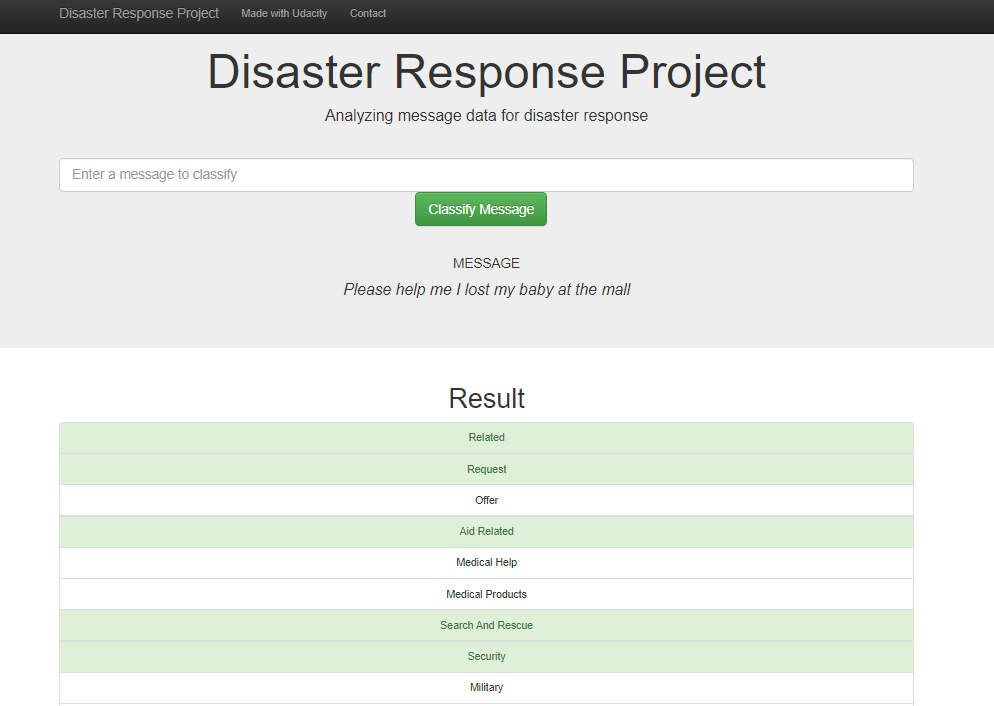 Disaster Response Project Made with Udacity Contact
Disaster Response Project
Analyzing message data for disaster response
Enter a message to classify
Classify Message
MESSAGE
Please help me I lost my baby at the mall
Result
Related
Request
Offer
Aid Related
Medical Help
Medical Products
Search And Rescue
Security
Military